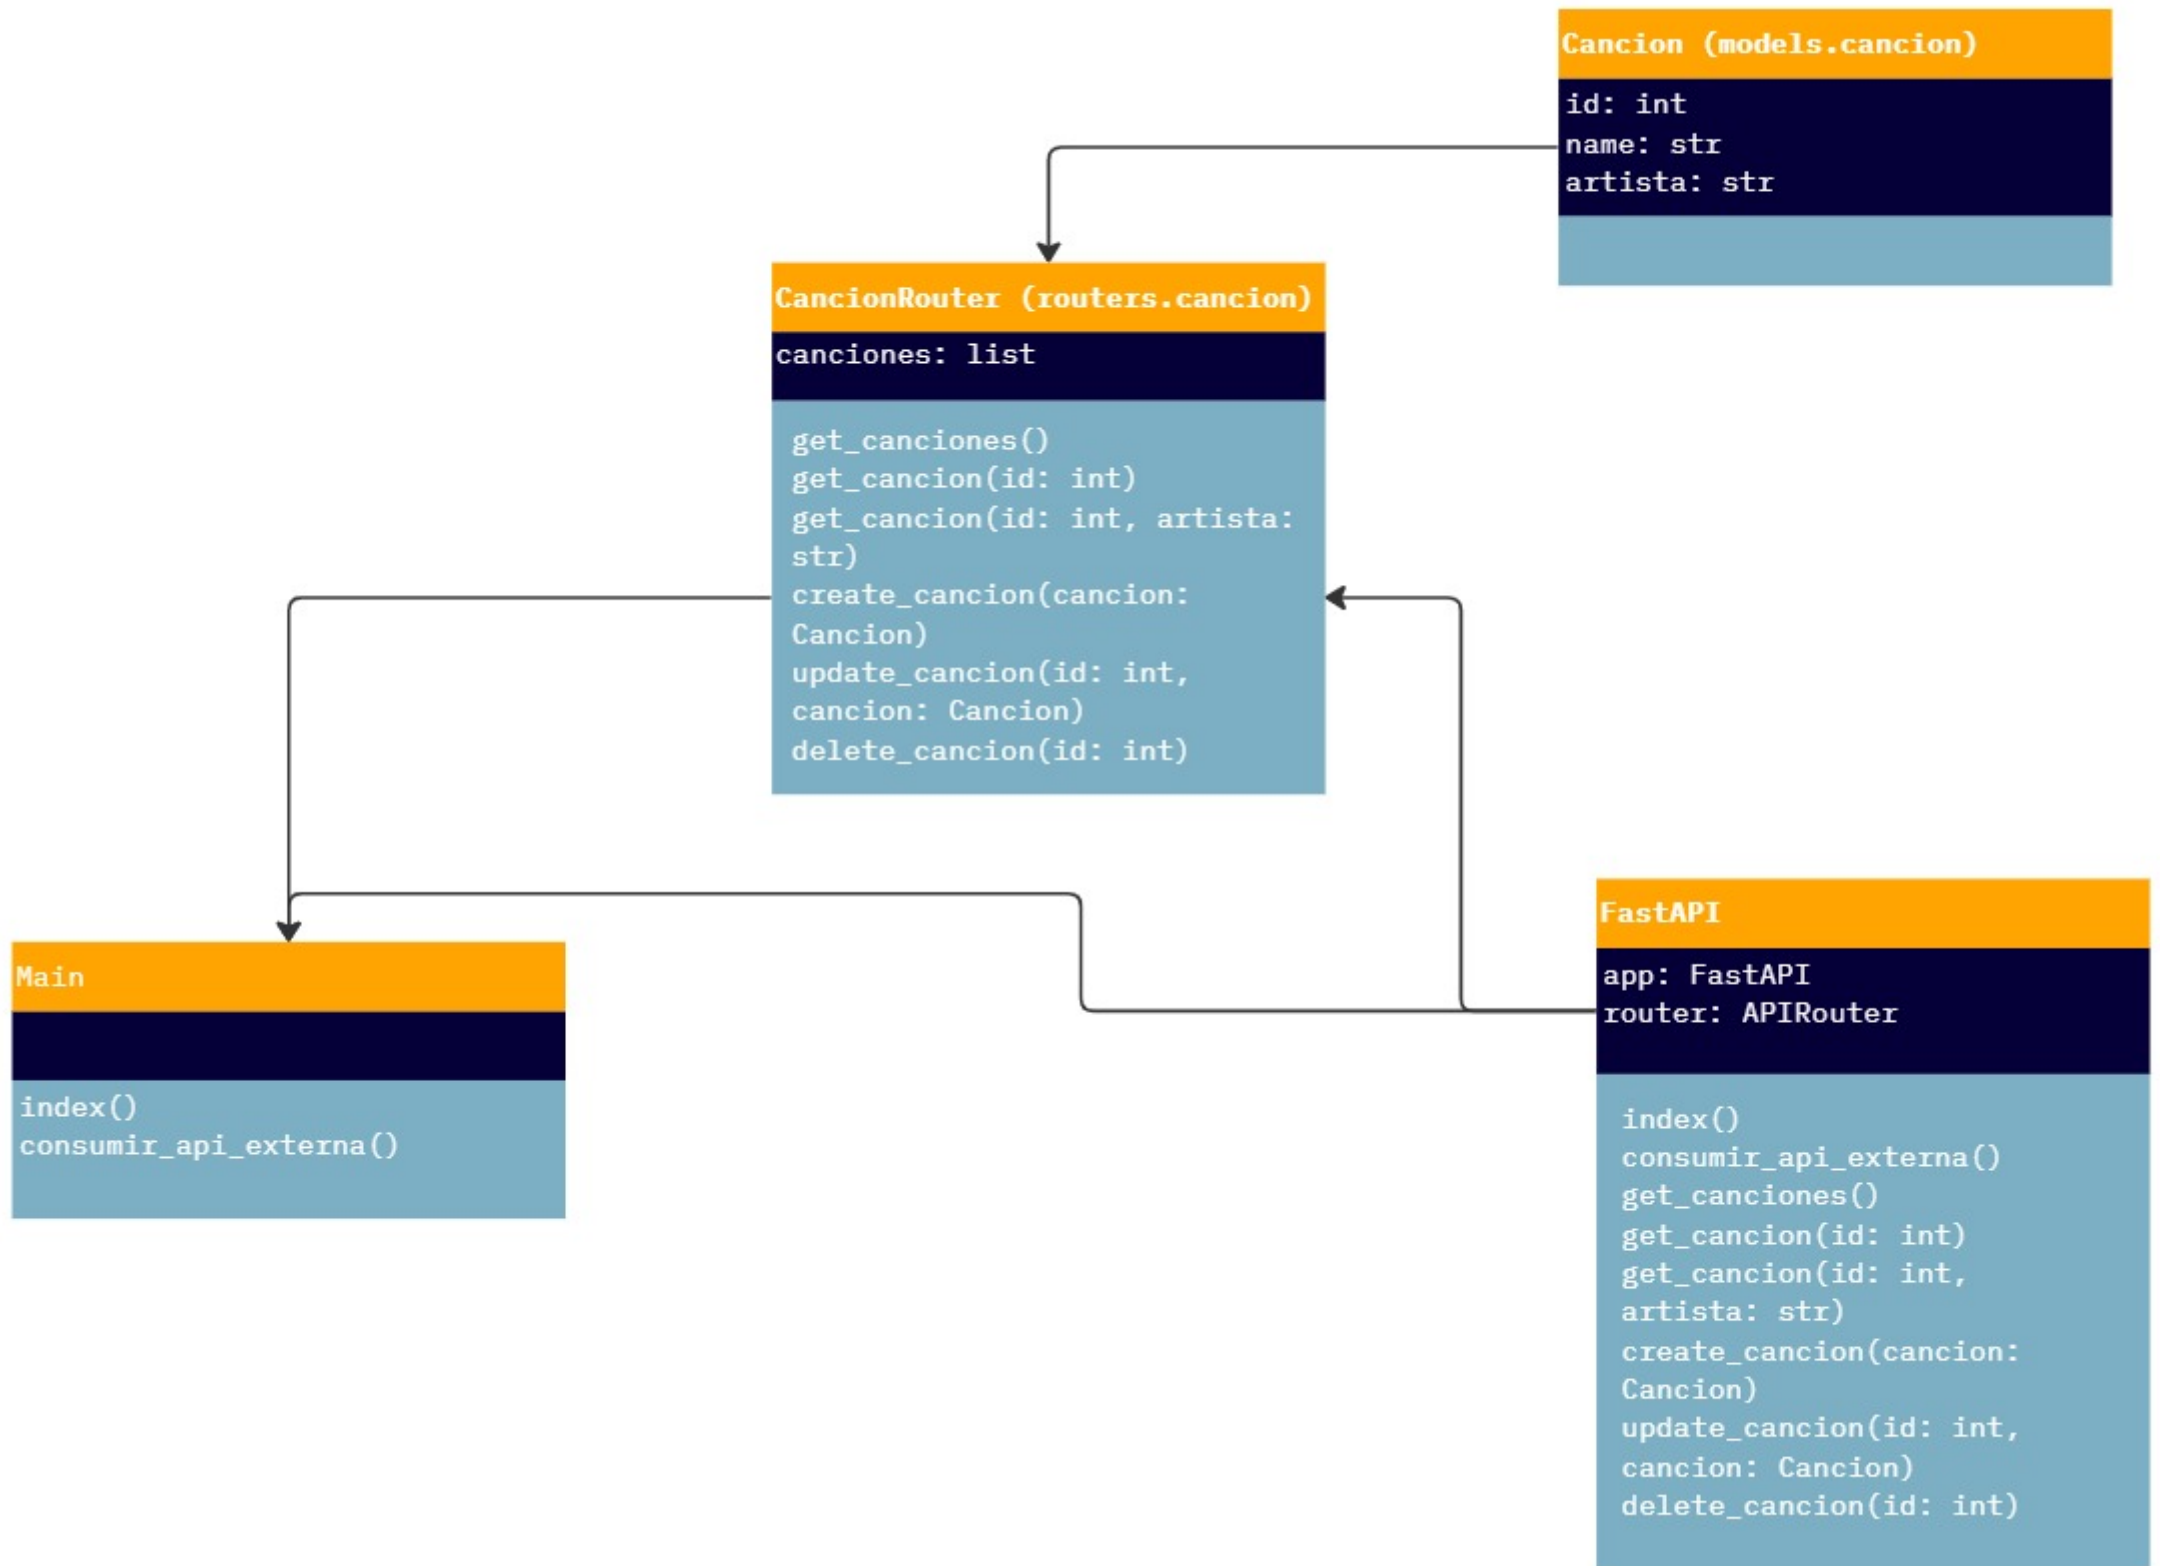 Cancion (models.cancion)
id: int
name: str
artista: str
CancionRouter (routers.cancion)
canciones: list
get_canciones()
get_cancion(id: int)
get_cancion(id: int, artista:
str)
create_cancion(cancion:
Cancion)
update_cancion(id: int,
cancion: Cancion)
delete_cancion(id: int)
Main
index()
consumir_api_externa()
FastAPI
app: FastAPI
router: APIRouter
index()
consumir_api_externa()
get_canciones()
get_cancion(id: int)
get_cancion(id: int,
artista: str)
create_cancion(cancion:
Cancion)
update_cancion(id: int,
cancion: Cancion)
delete_cancion(id: int)